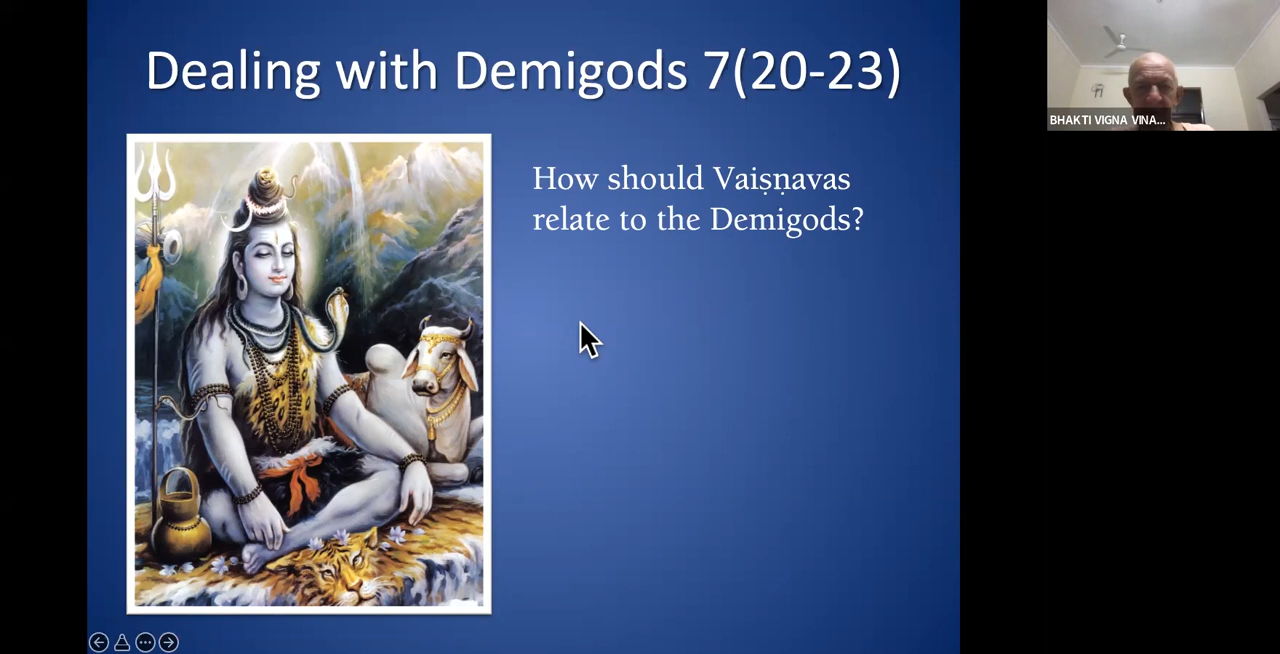 Dealing with Demigods 7(20-23)
How should Vaiṣṇavas
relate to the Demigods?
BHAKTI VIGNA VINA...